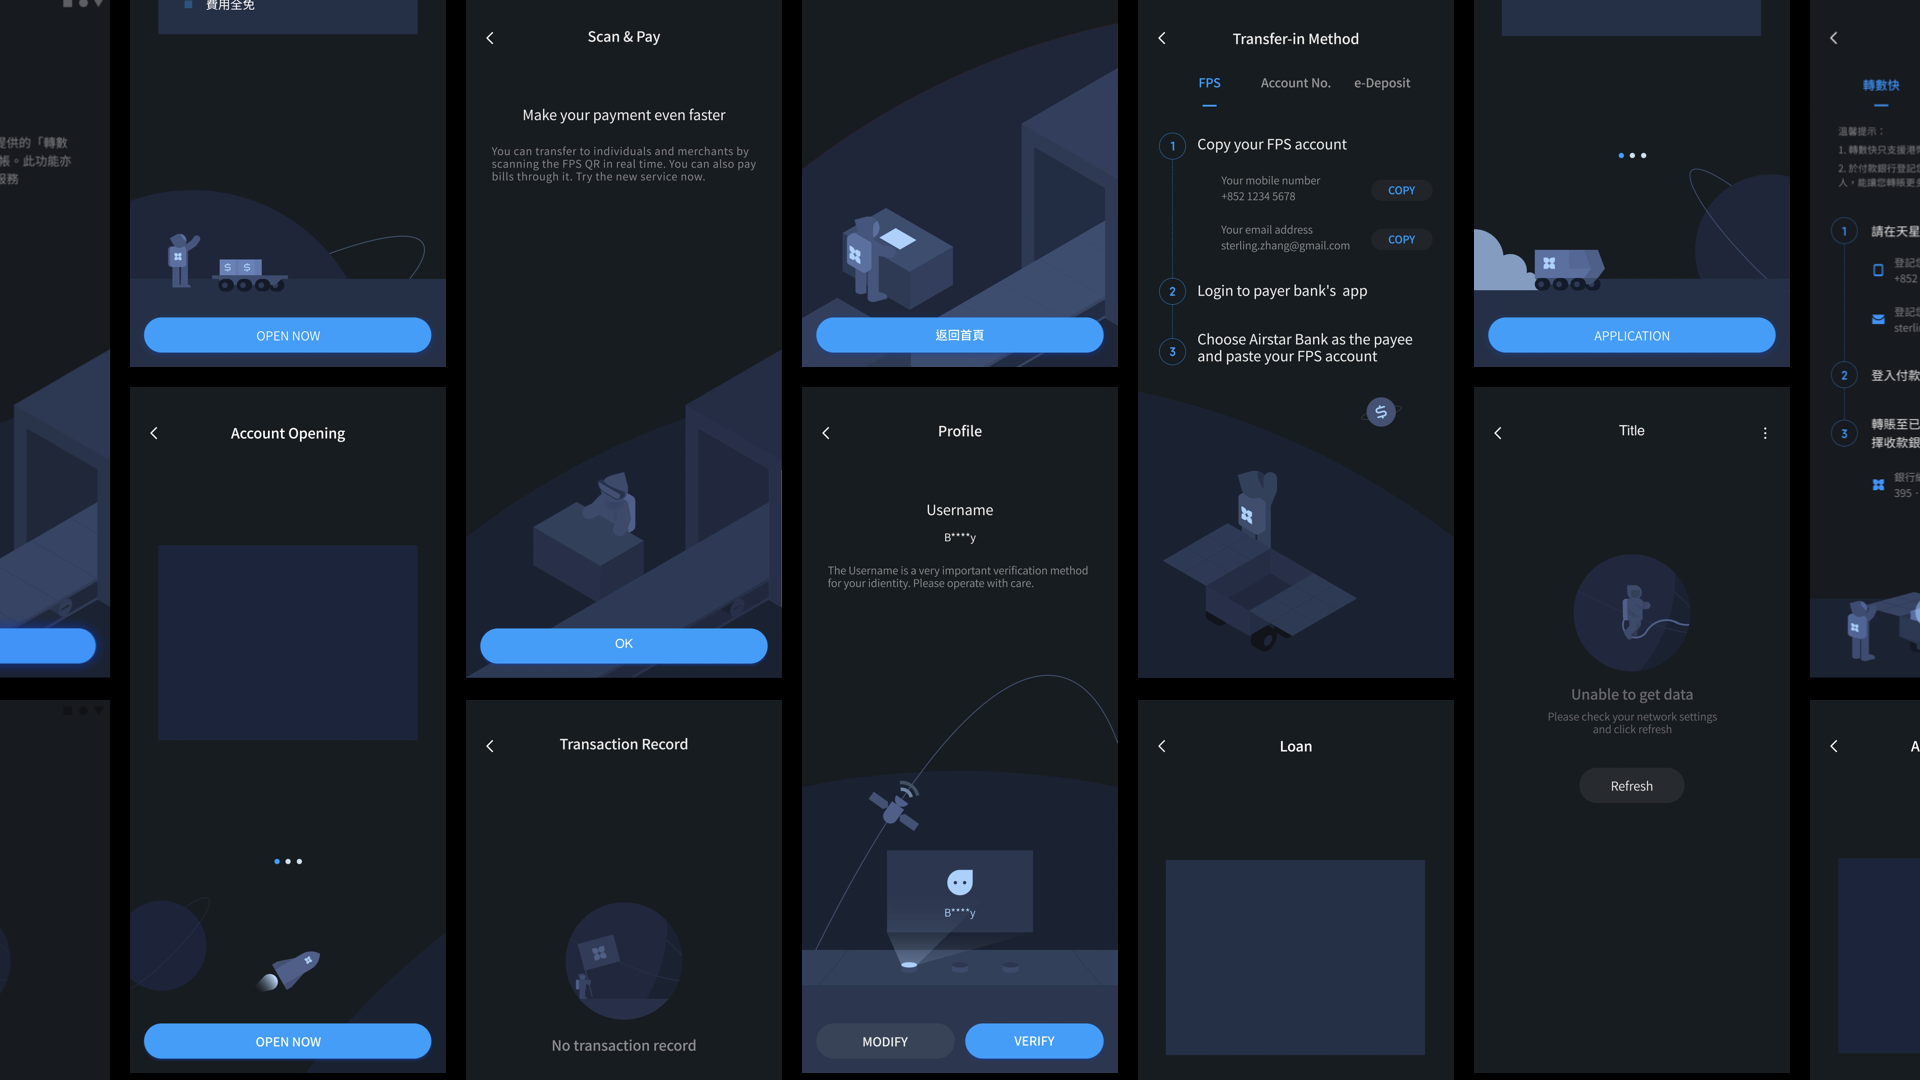 提供的「轉數
帳。此功能亦
服務
費用全免
$ $
OPEN NOW
Account Opening
OPEN NOW
Scan & Pay
Make your payment even faster
You can transfer to individuals and merchants by
scanning the FPS QR in real time. You can also pay
bills through it. Try the new service now.
OK
Transaction Record
No transaction record
返回首頁
Profile
Username
B****y
The Username is a very important verification method
for your idientity. Please operate with care.
B****y
MODIFY
VERIFY
Transfer-in Method
FPS
Account No.
e-Deposit
1
Copy your FPS account
Your mobile number
+852 1234 5678
COPY
Your email address
sterling.zhang@gmail.com
COPY
2
Login to payer bank's app
3
Choose Airstar Bank as the payee
and paste your FPS account
$
Loan
APPLICATION
Title
Unable to get data
Please check your network settings
and click refresh
Refresh
轉數快
溫馨提示：
1. 轉數快只支援港
2. 於付款銀行登記
人，能讓您轉賬更
1
請在天星
登記
+852
登記
sterli
2
登入付款
3
轉賬至已
擇收款銀
銀行
395 -
A